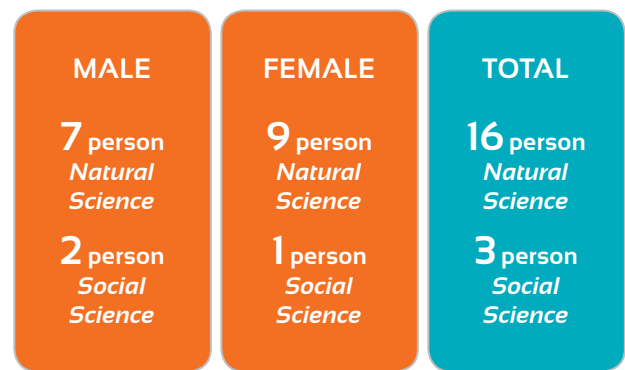 MALE
7 person
Natural
Science
2 person
Social
Science
FEMALE
9 person
Natural
Science
1 person
Social
Science
TOTAL
16 person
Natural
Science
3 person
Social
Science